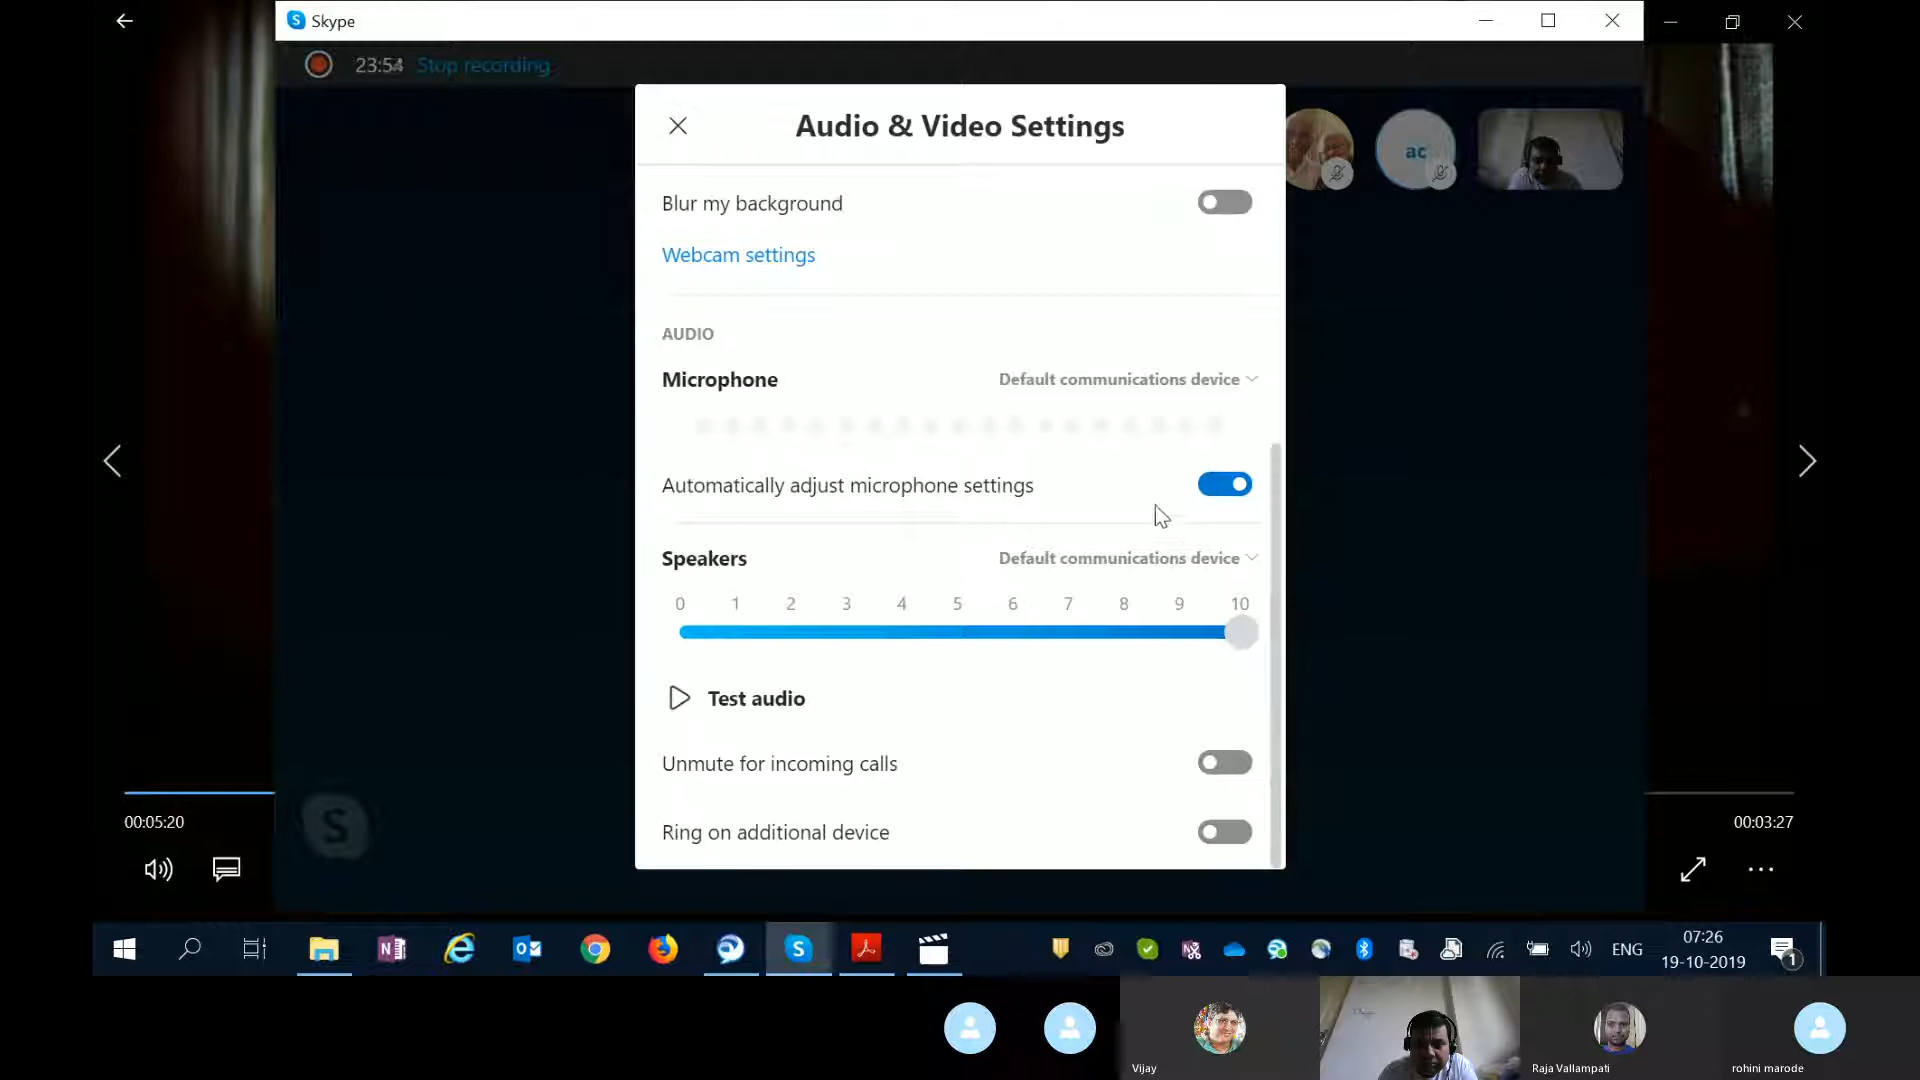 Skype
23:54 Stop recording
Audio & Video Settings
ac
Blur my background
Webcam settings
AUDIO
Microphone Default communications device
Automatically adjust microphone settings
Speakers Default communications device
0 1 2 3 4 5 6 7 8 9 10
Test audio
Unmute for incoming calls
Ring on additional device
00:05:20 00:03:27
ENG 07:26
19-10-2019
1
Vijay
Raja Vallampati
rohini marode